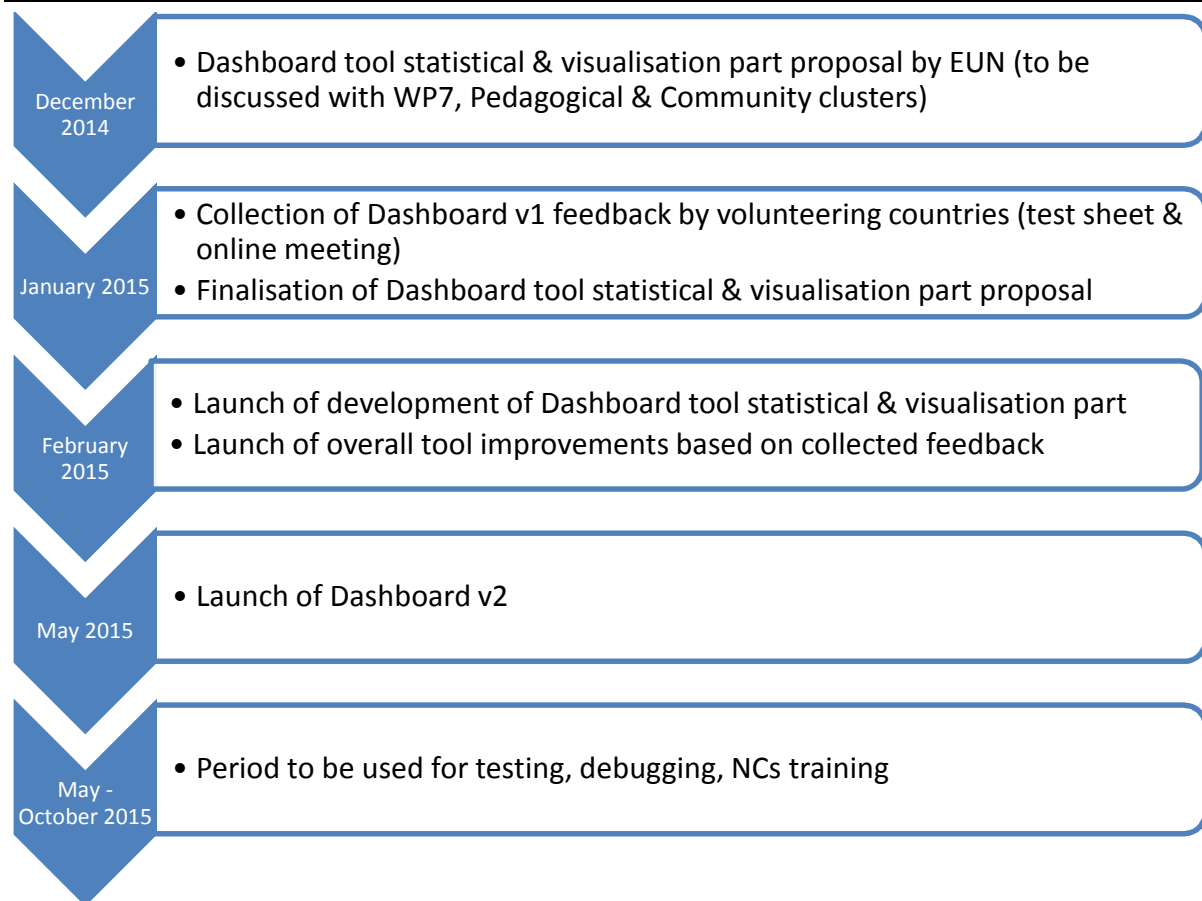 December
2014
• Dashboard tool statistical & visualisation part proposal by EUN (to be
discussed with WP7, Pedagogical & Community clusters)
January 2015
• Collection of Dashboard v1 feedback by volunteering countries (test sheet &
online meeting)
• Finalisation of Dashboard tool statistical & visualisation part proposal
February
2015
• Launch of development of Dashboard tool statistical & visualisation part
• Launch of overall tool improvements based on collected feedback
May 2015
• Launch of Dashboard v2
May -
October 2015
• Period to be used for testing, debugging, NCs training